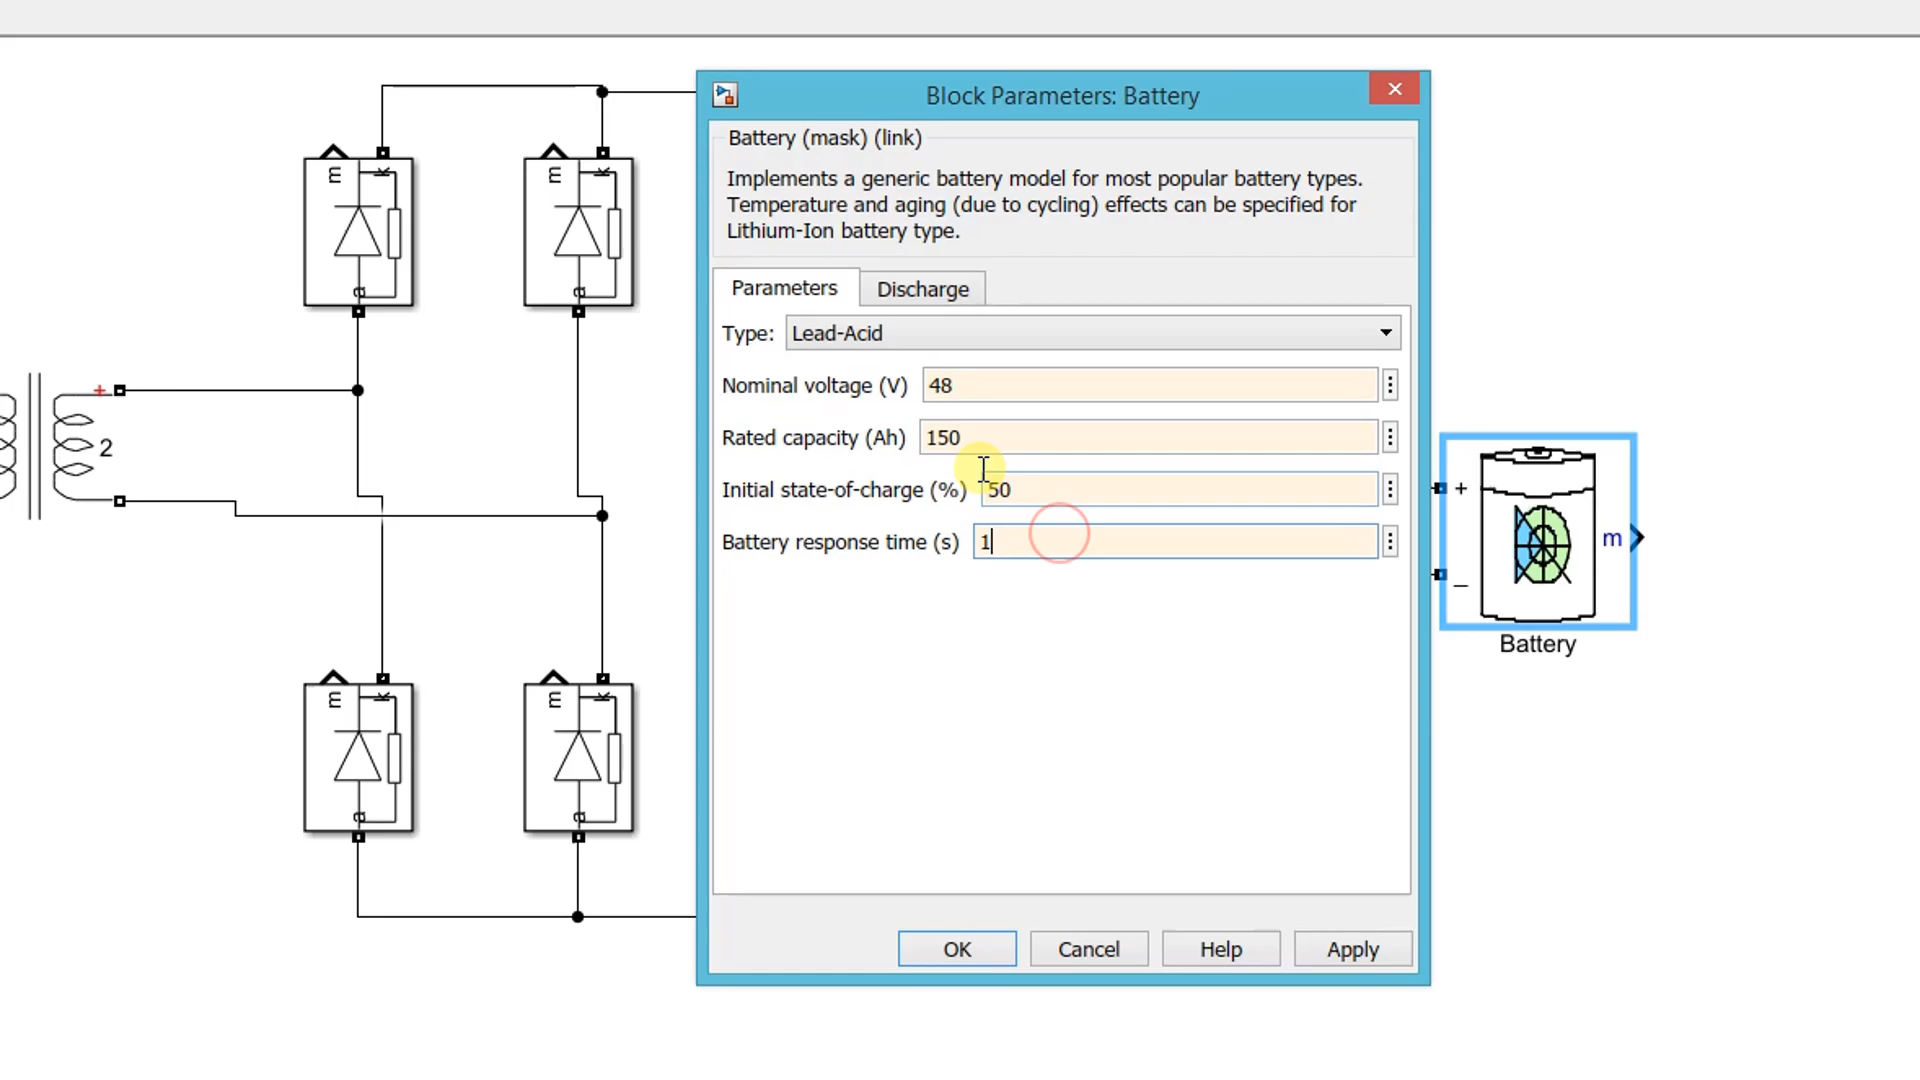 Block Parameters: Battery
Battery (mask) (link)
Implements a generic battery model for most popular battery types.
Temperature and aging (due to cycling) effects can be specified for
Lithium-Ion battery type.
Parameters Discharge
Type: Lead-Acid
Nominal voltage (V) 48
Rated capacity (Ah) 150
Initial state-of-charge (%) 50
Battery response time (s) 1
OK Cancel Help Apply
m k
a
m k
a
+
2
m k
a
m k
a
+
m
_
Battery